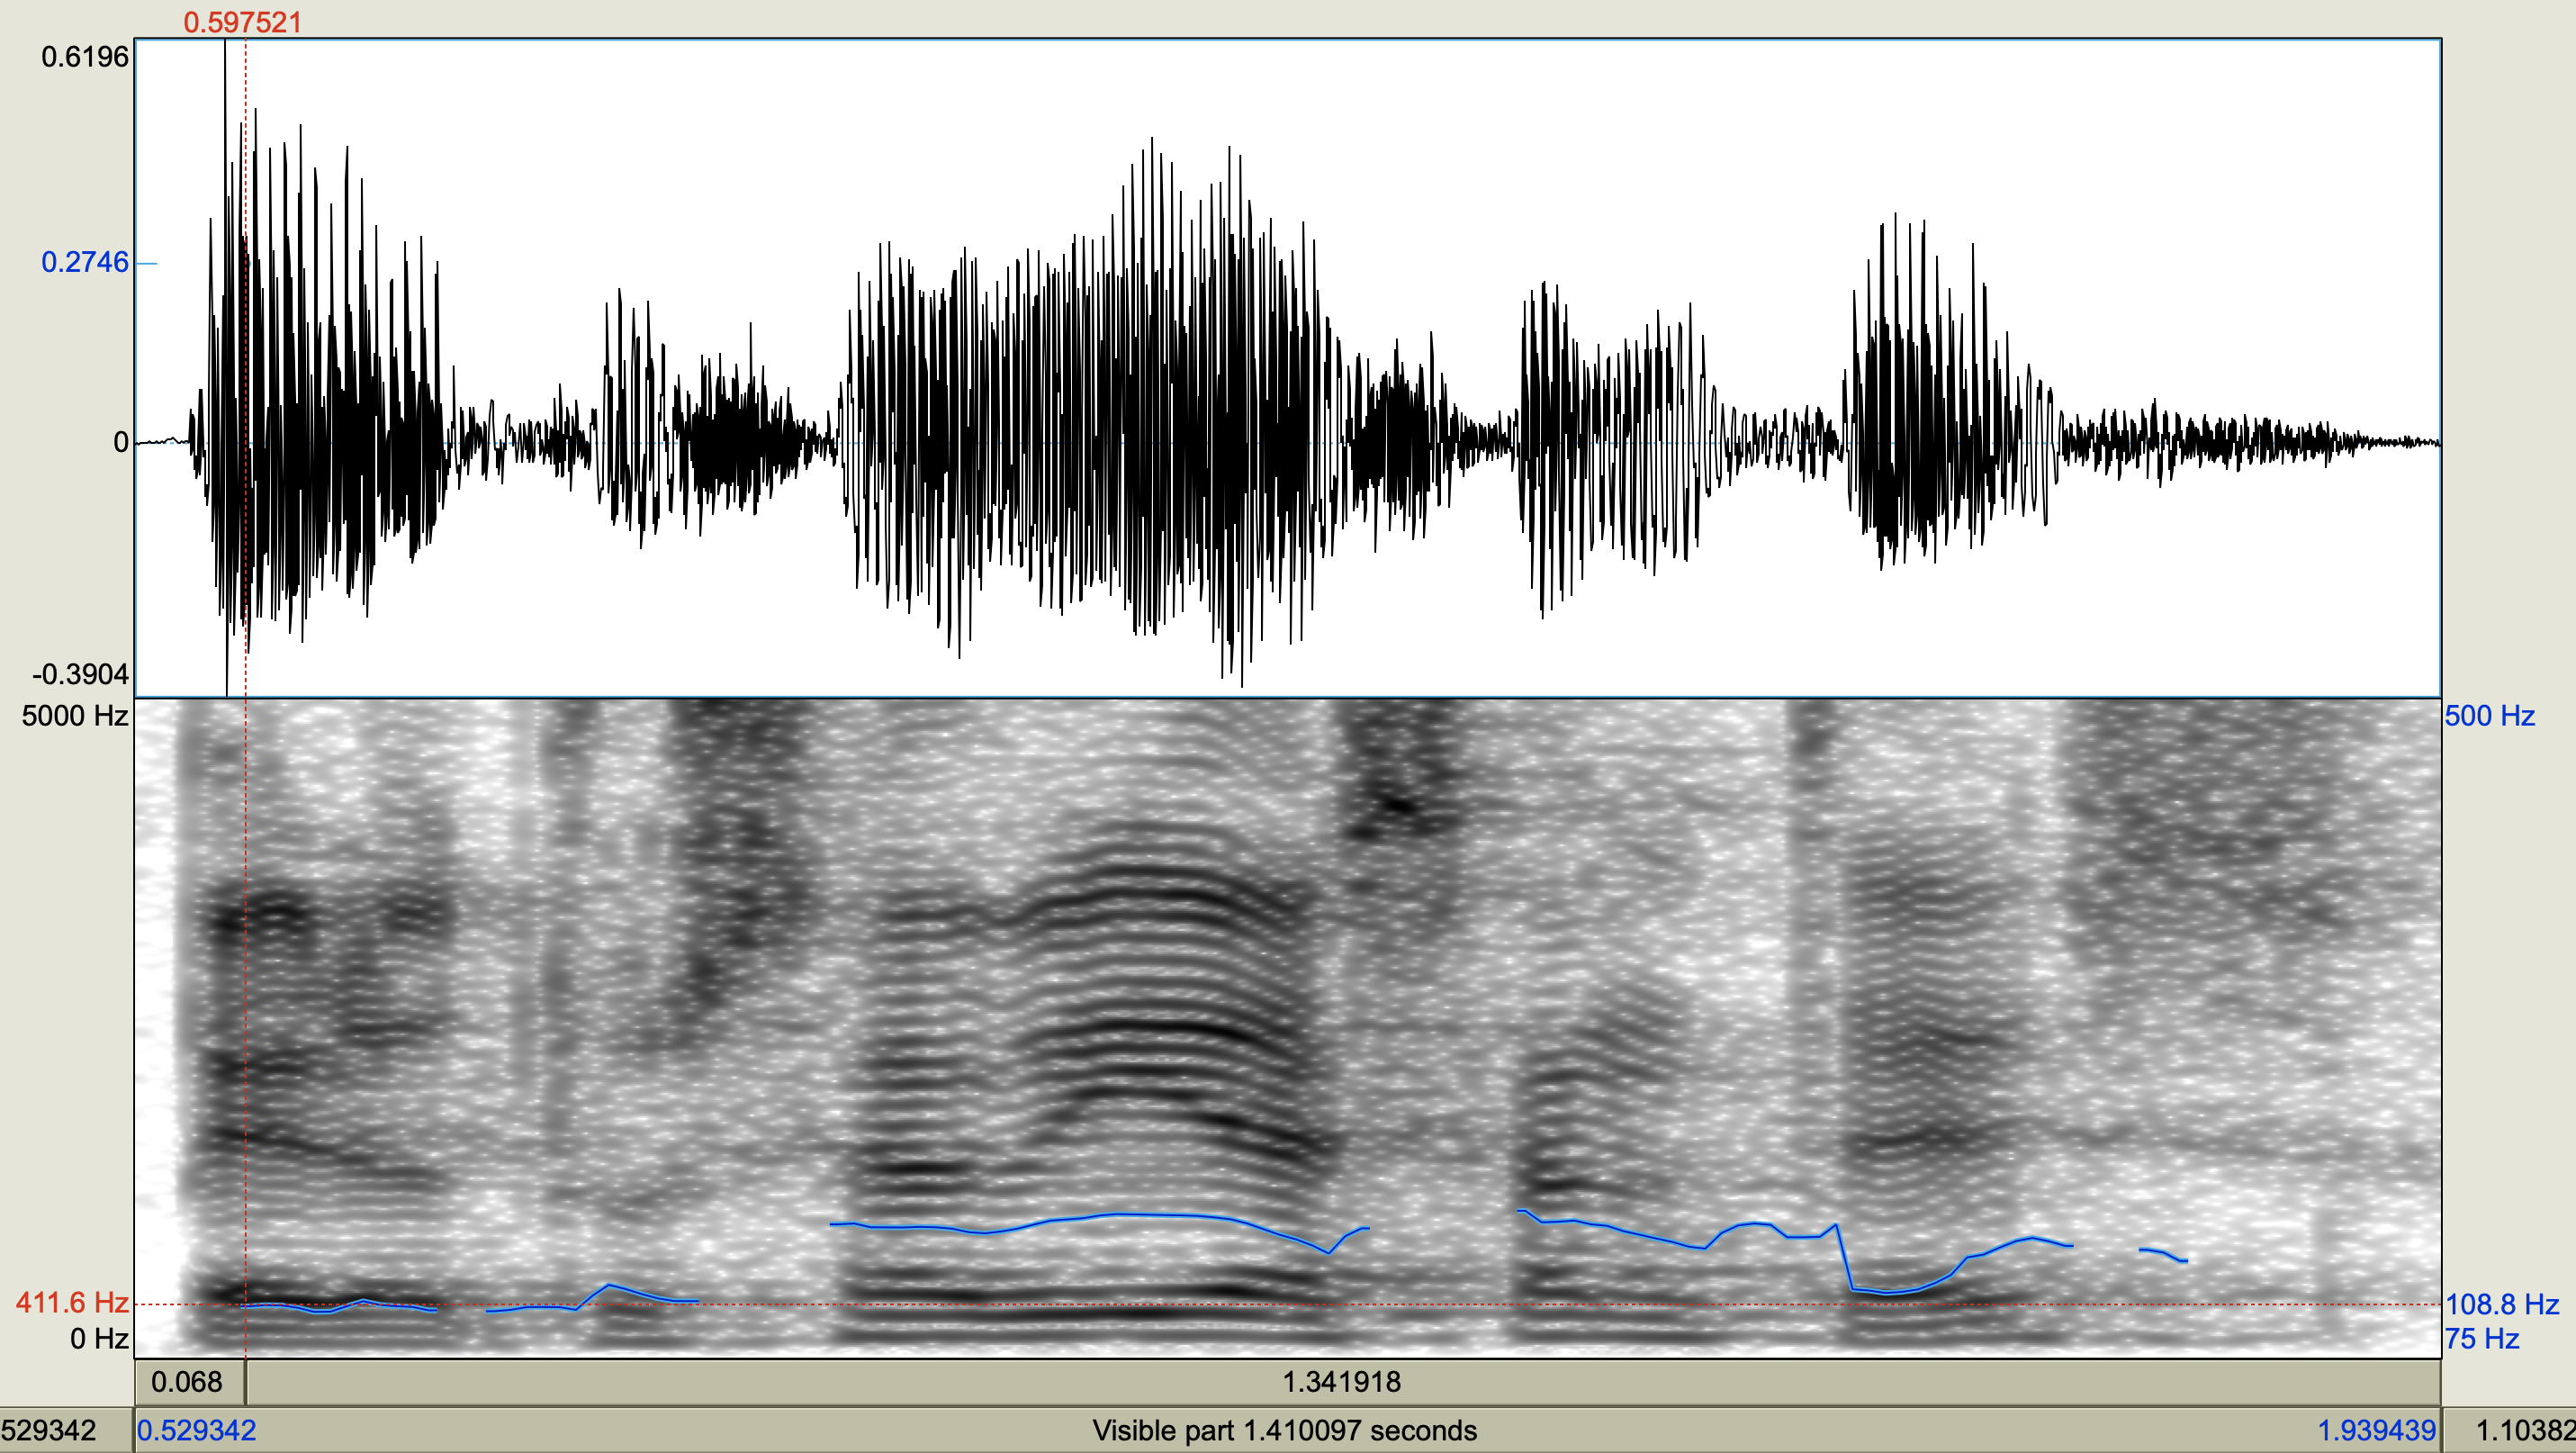 0.597521
0.6196
0.2746
0
-0.3904
5000 Hz 500 Hz
411.6 Hz 108.8 Hz
0 Hz 75 Hz
0.068 1.341918
529342 0.529342 Visible part 1.410097 seconds 1.939439 1.10382